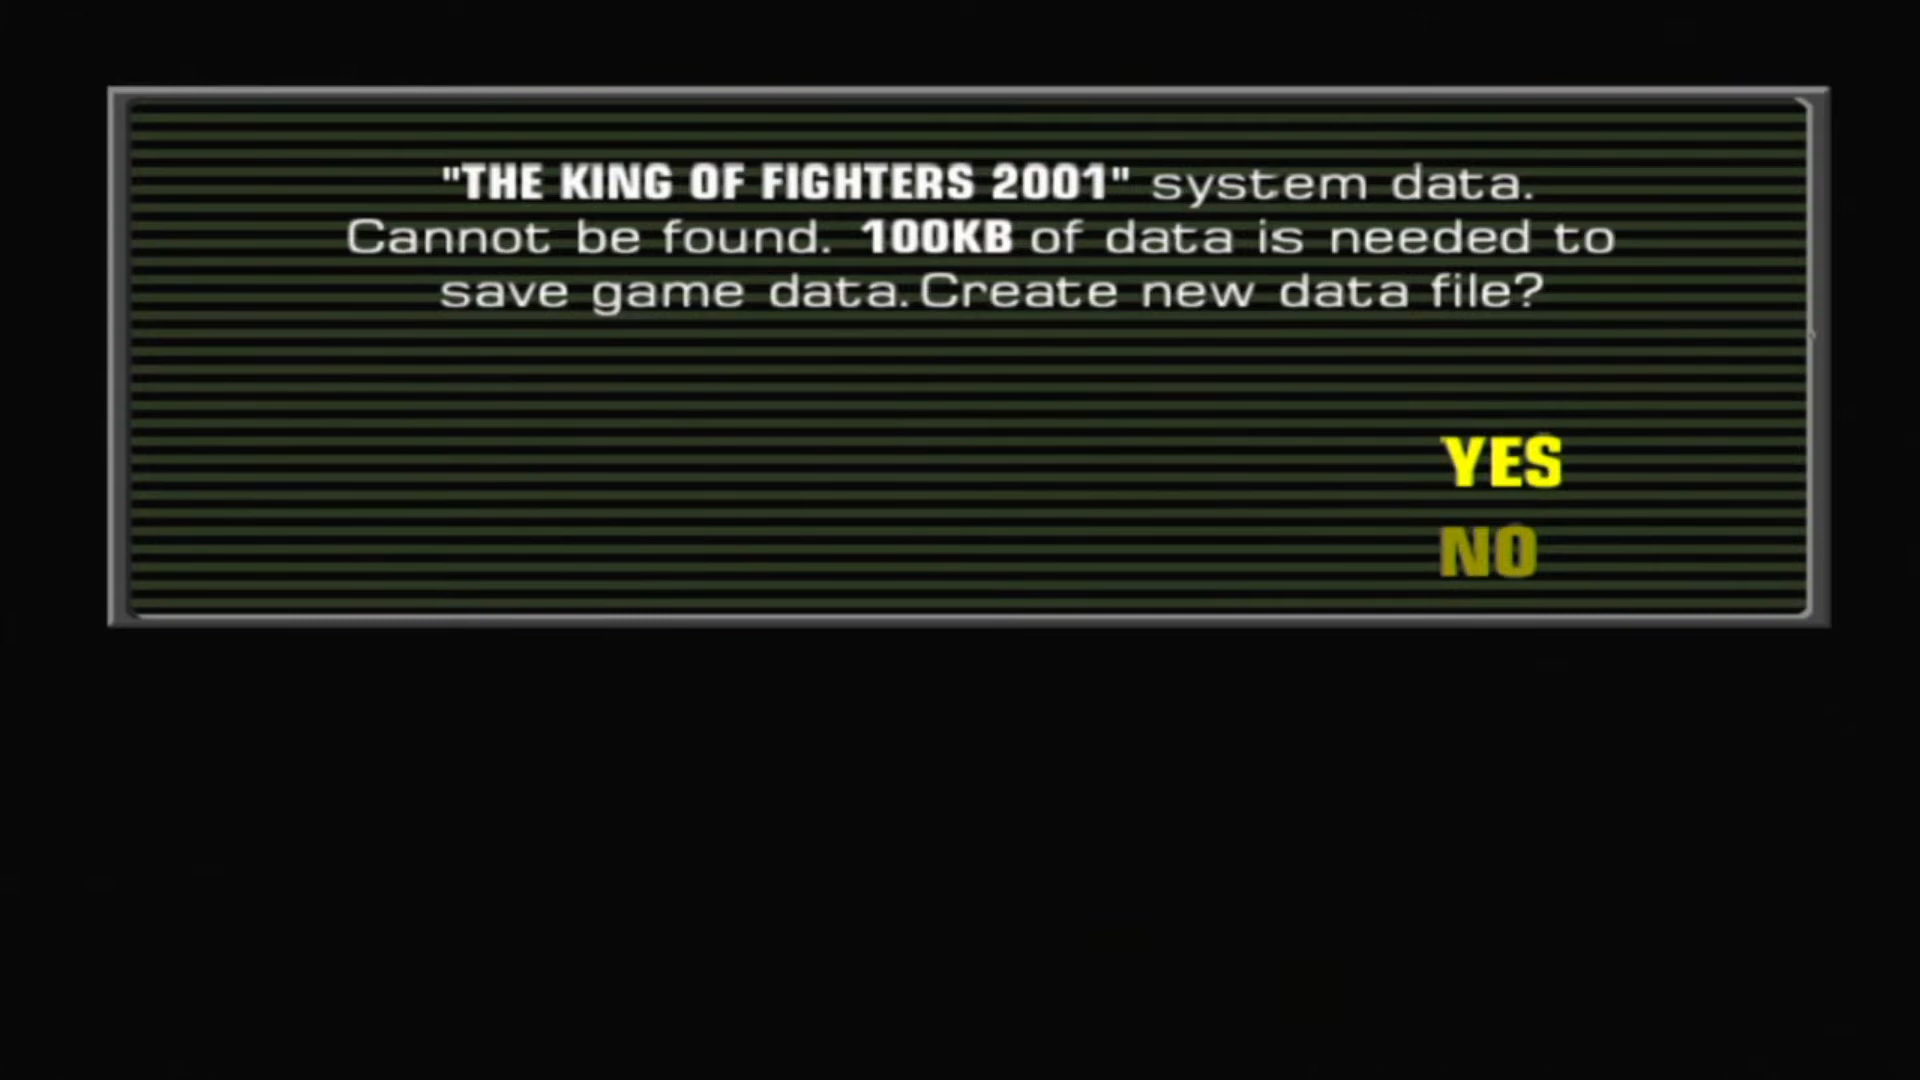 "THE KING OF FIGHTERS 2001" system data.
Cannot be found. 100KB of data is needed to
save game data. Create new data file?
YES
NO